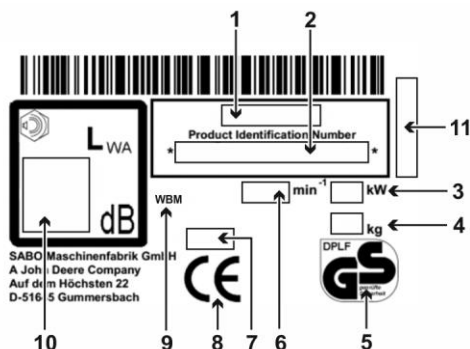 1 2
11
Product Identification Number
* *
L WA
min -1 kW 3
dB WBM kg 4
DPLF
GS
geprüfte
Sicherheit
CE
SABO Maschinenfabrik GmbH
A John Deere Company
Auf dem Höchsten 22
D-51645 Gummersbach
10 9 8 7 6 5